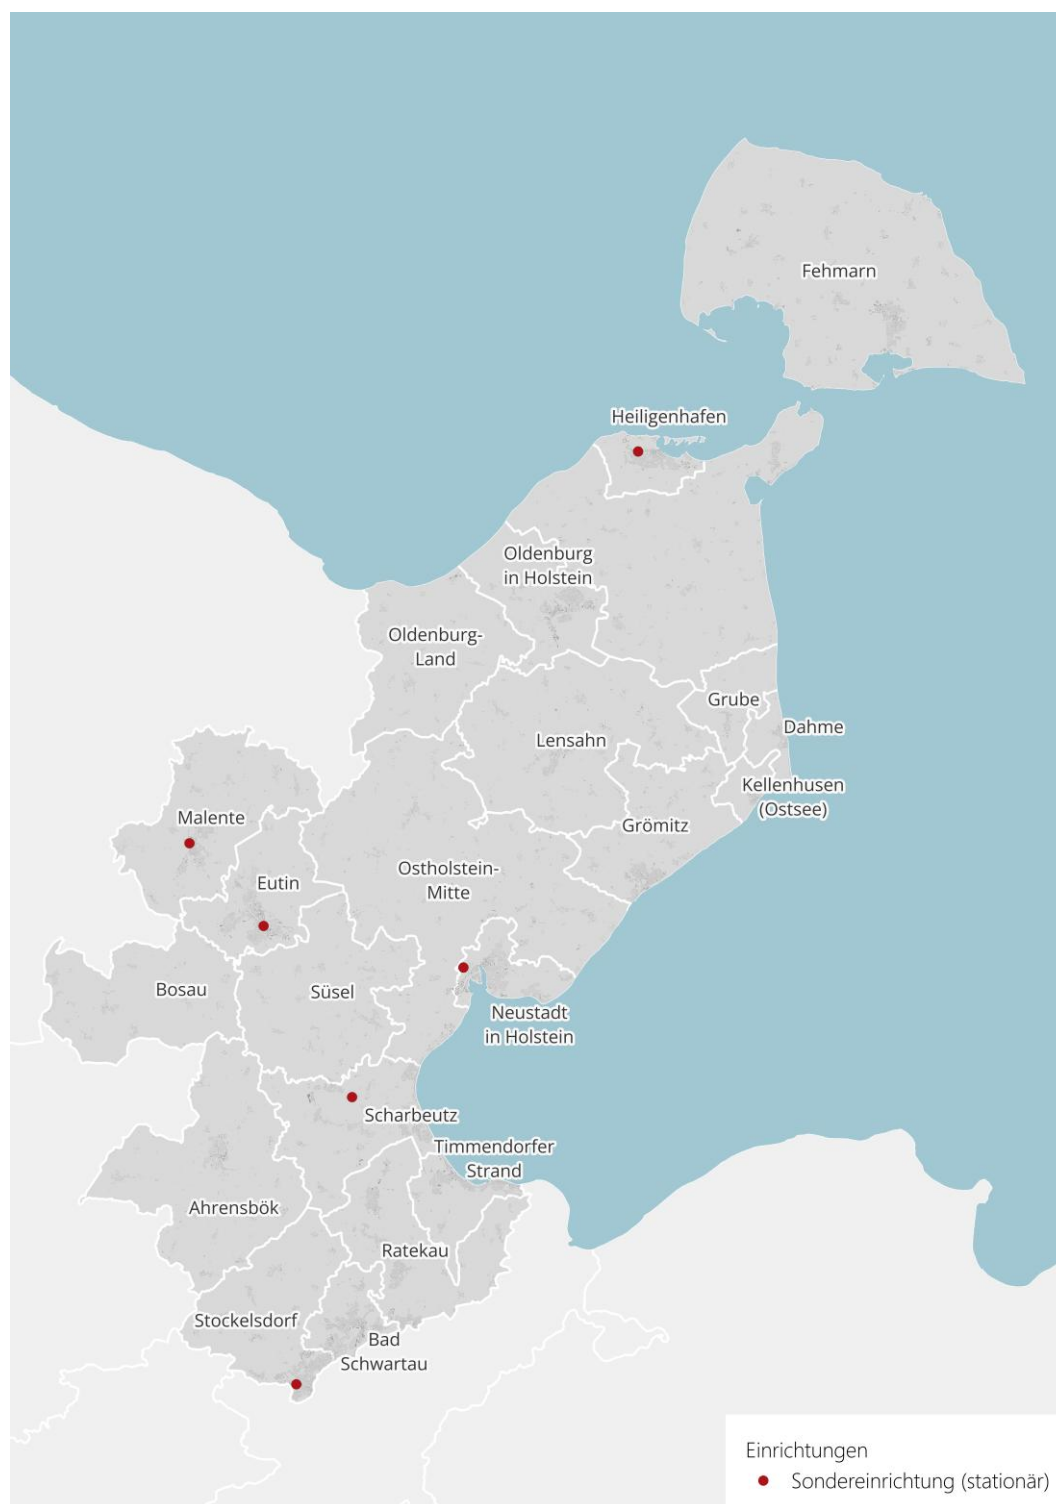 Fehmarn
Heiligenhafen
Oldenburg
in Holstein
Oldenburg-
Land
Grube
Dahme
Lensahn
Kellenhusen
(Ostsee)
Malente
Grömitz
Eutin
Ostholstein-
Mitte
Bosau
Süsel
Neustadt
in Holstein
Scharbeutz
Timmendorfer
Strand
Ahrensbök
Ratekau
Stockelsdorf
Bad
Schwartau
Einrichtungen
Sondereinrichtung (stationär)